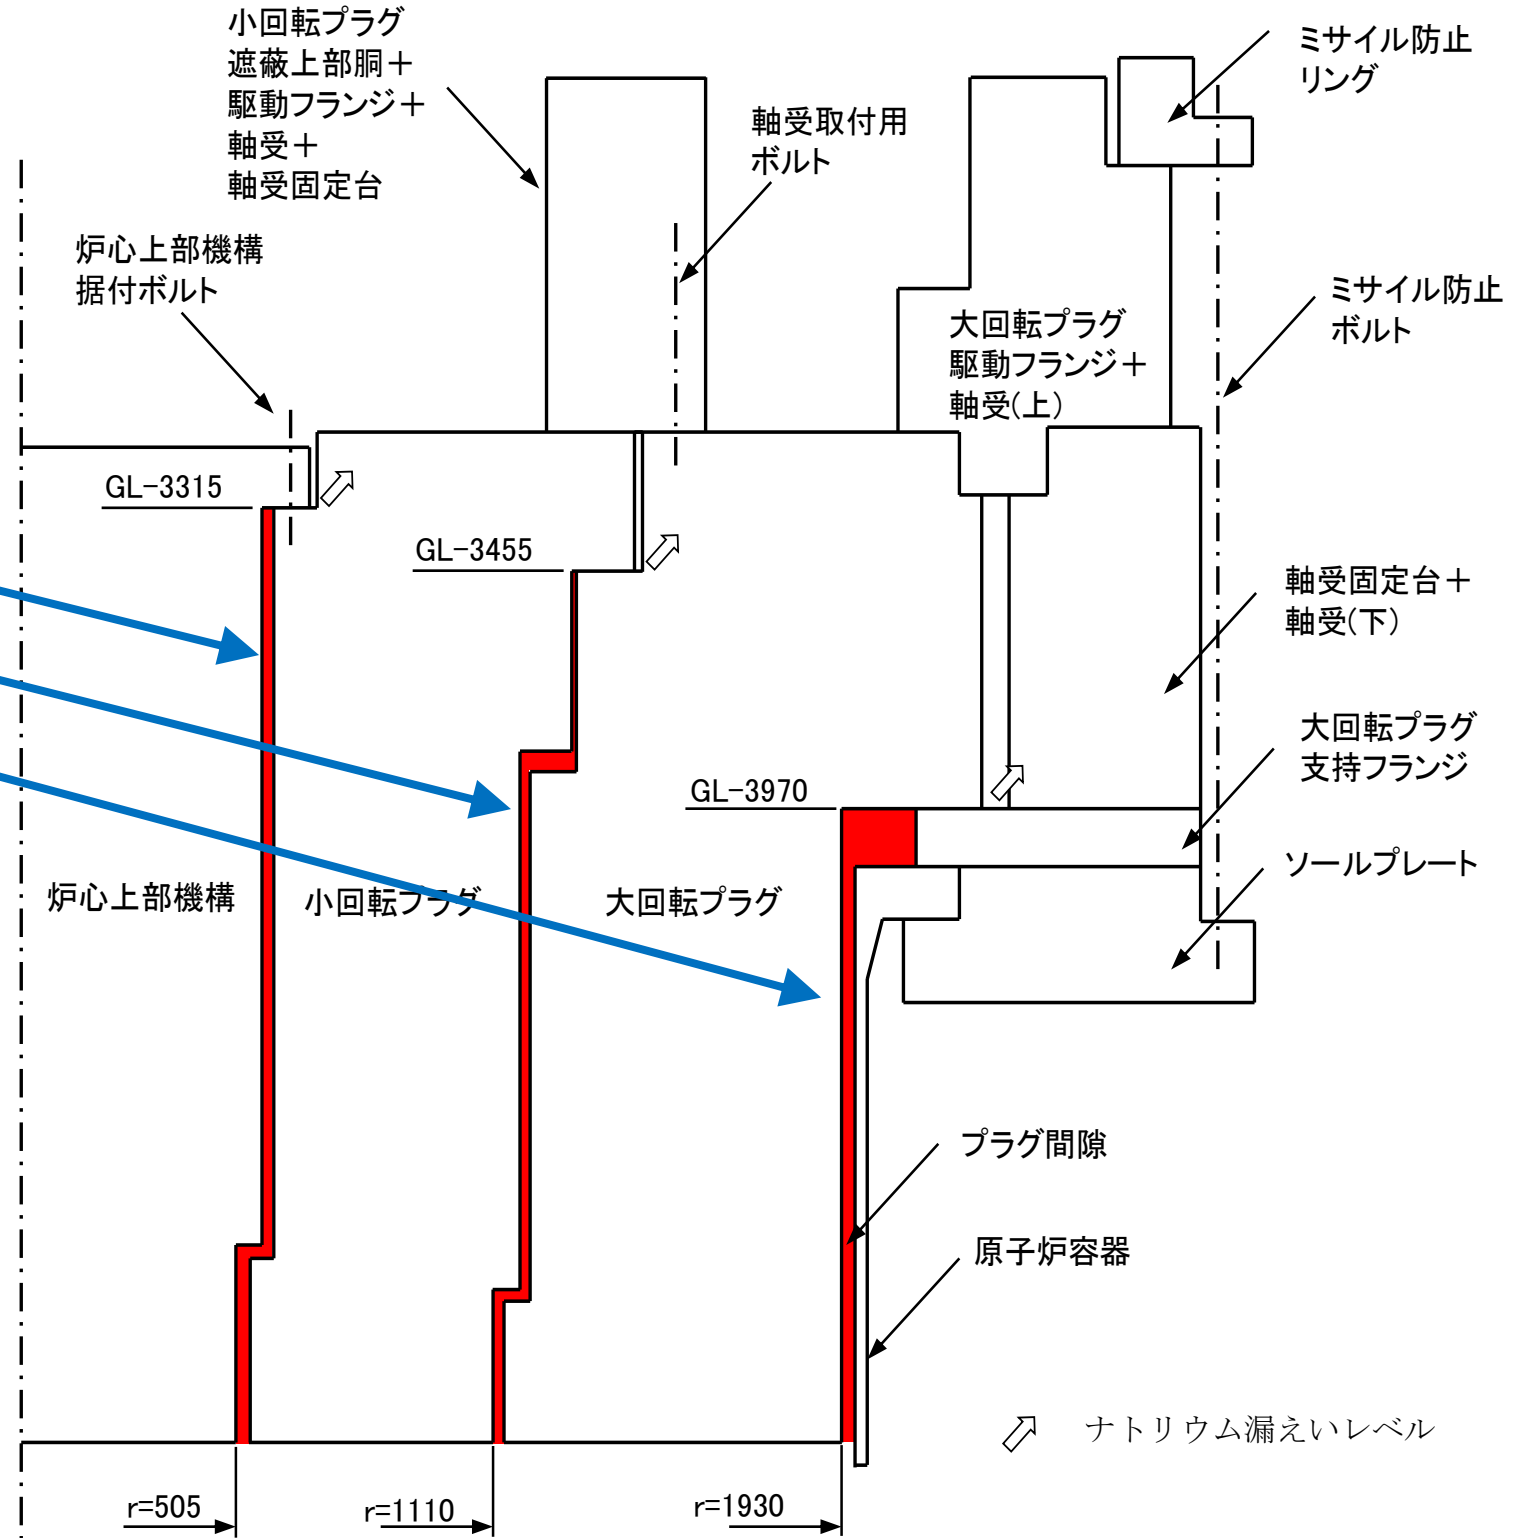 小回転プラグ
遮蔽上部胴＋
駆動フランジ＋
軸受＋
軸受固定台
ミサイル防止
リング
軸受取付用
ボルト
炉心上部機構
据付ボルト
ミサイル防止
ボルト
大回転プラグ
駆動フランジ＋
軸受(上)
GL-3315
GL-3455
軸受固定台＋
軸受(下)
大回転プラグ
支持フランジ
GL-3970
ソールプレート
炉心上部機構
小回転プラグ
大回転プラグ
プラグ間隙
原子炉容器
ナトリウム漏えいレベル
r=505
r=1110
r=1930